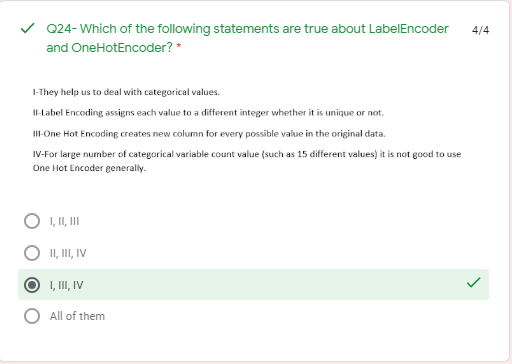 Q24- Which of the following statements are true about LabelEncoder 4/4
and OneHotEncoder? *
I-They help us to deal with categorical values.
II-Label Encoding assigns each value to a different integer whether it is unique or not.
III-One Hot Encoding creates new column for every possible value in the original data.
IV-For large number of categorical variable count value (such as 15 different values) it is not good to use
One Hot Encoder generally.
I, II, III
II, III, IV
I, III, IV
All of them